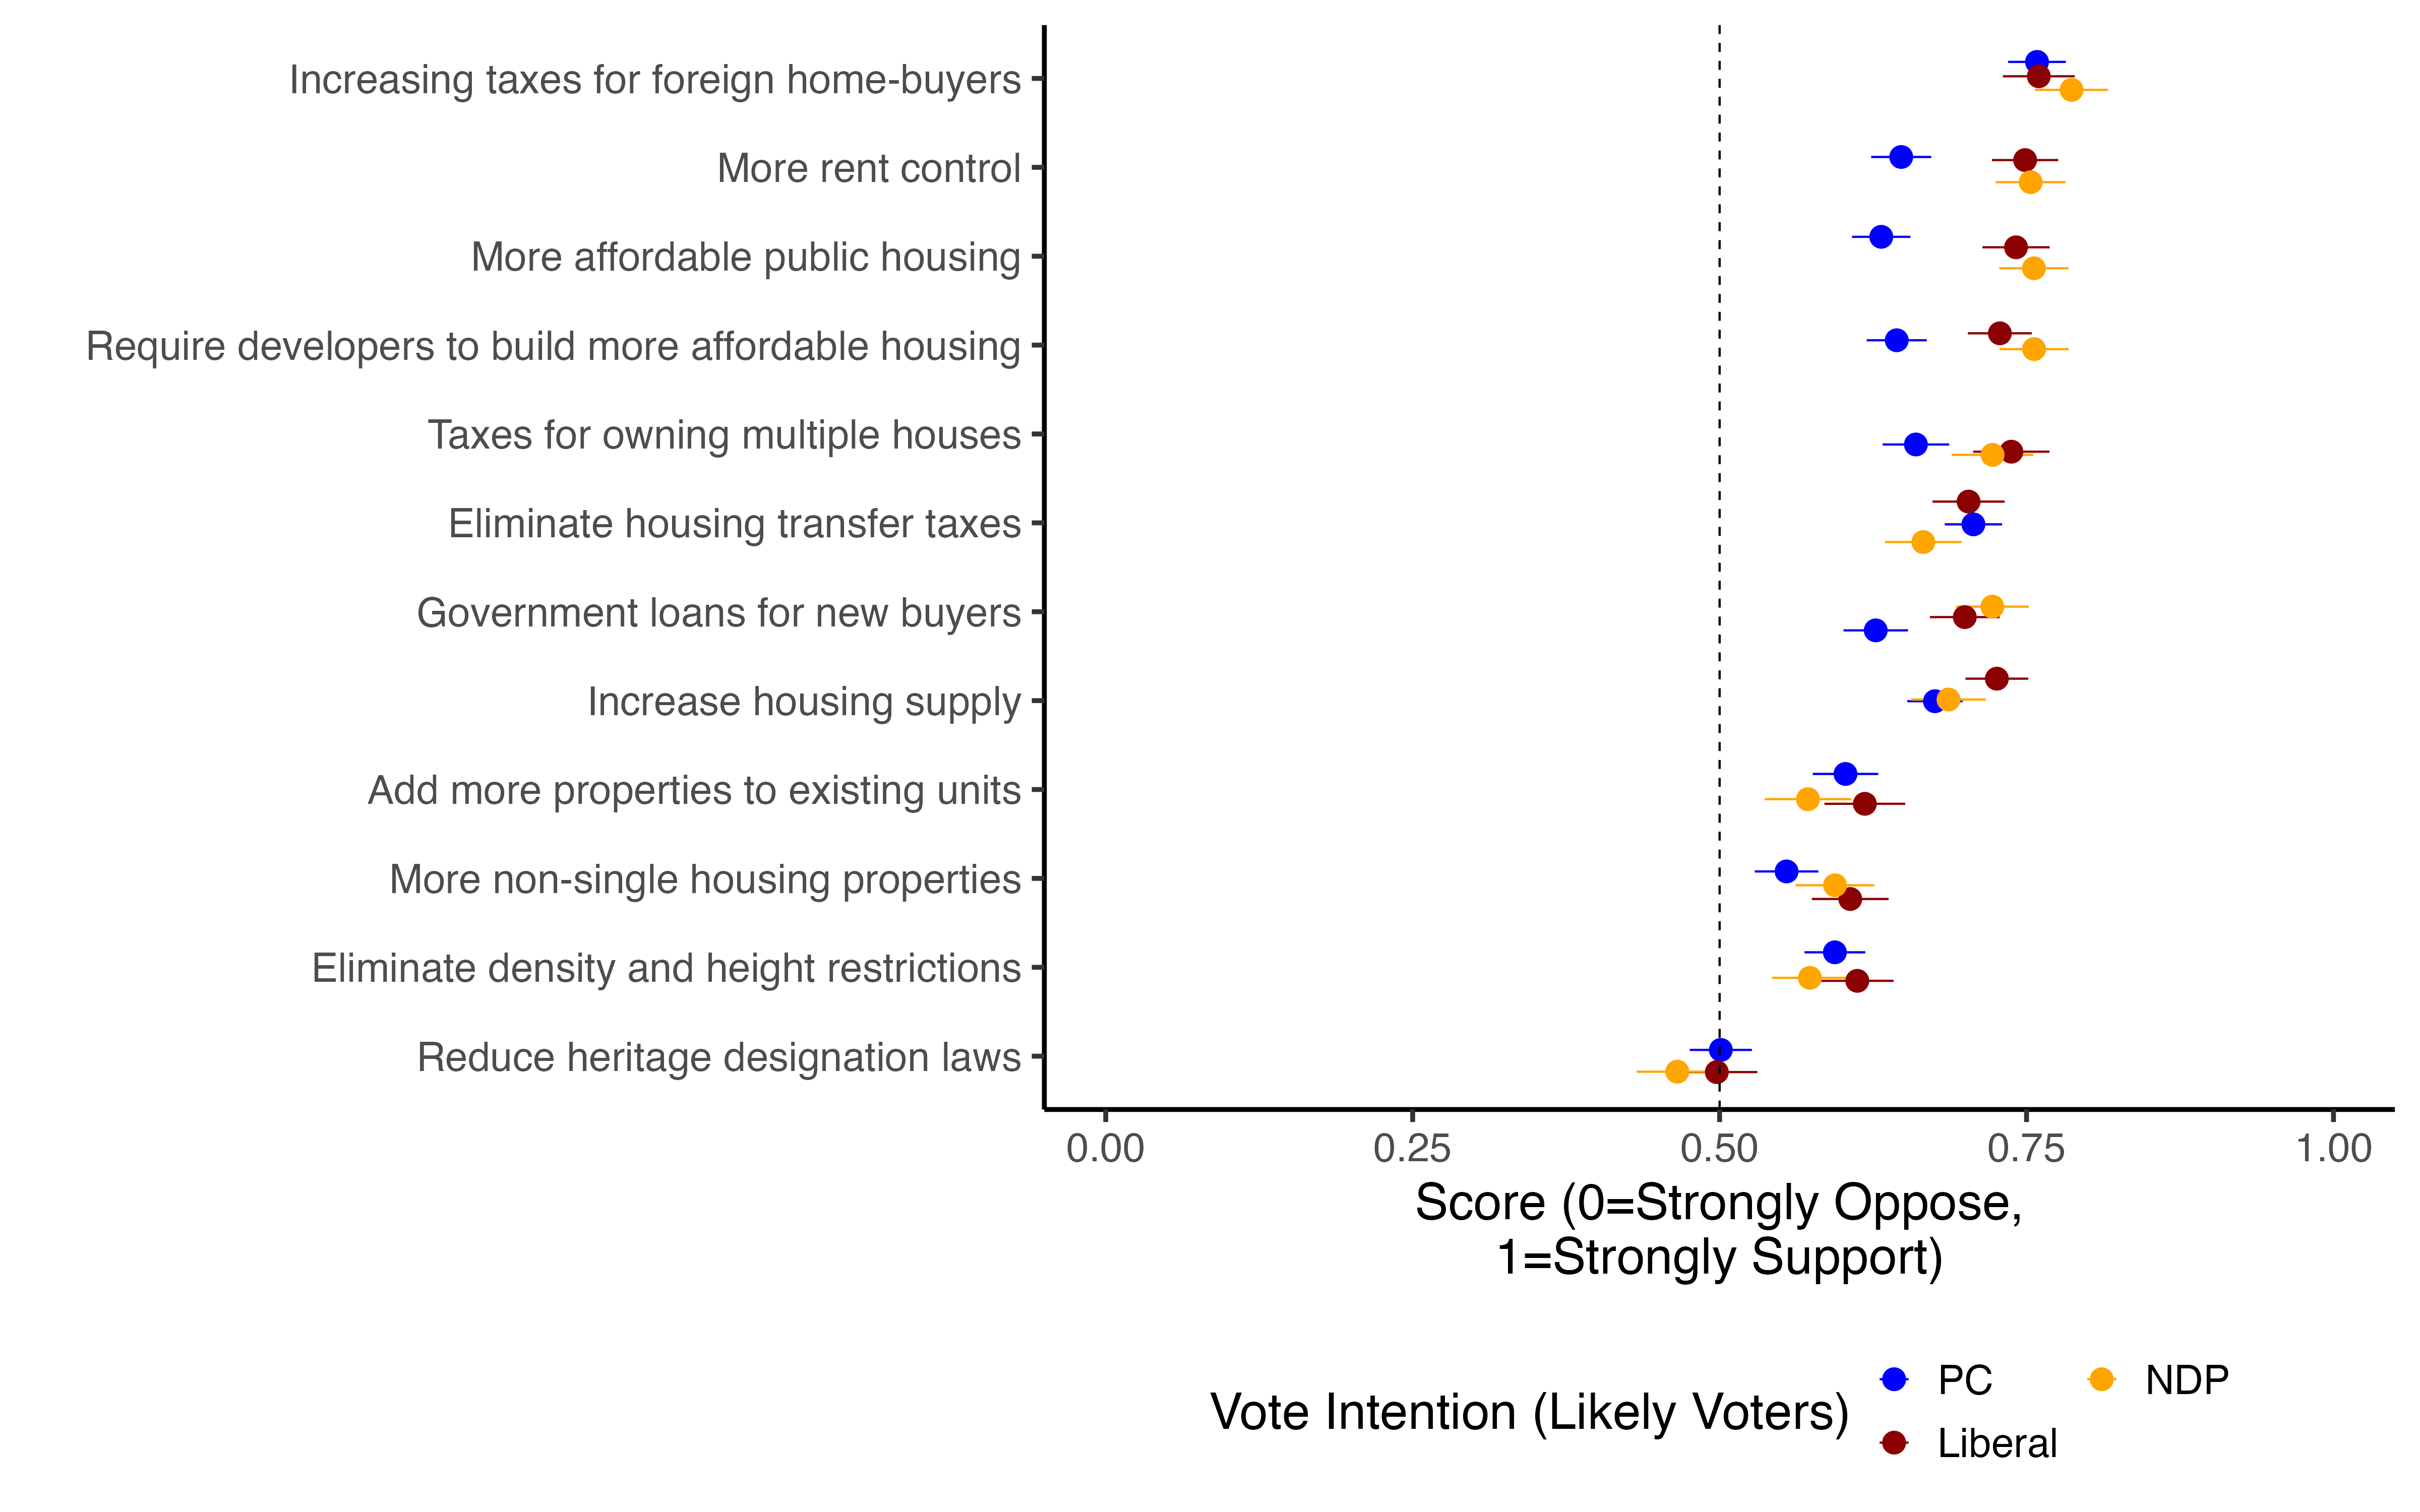 Increasing taxes for foreign home-buyers
More rent control
More affordable public housing
Require developers to build more affordable housing
Taxes for owning multiple houses
Eliminate housing transfer taxes
Government loans for new buyers
Increase housing supply
Add more properties to existing units
More non-single housing properties
Eliminate density and height restrictions
Reduce heritage designation laws
0.00 0.25 0.50 0.75 1.00
Score (0=Strongly Oppose,
1=Strongly Support)
Vote Intention (Likely Voters)
PC NDP
Liberal